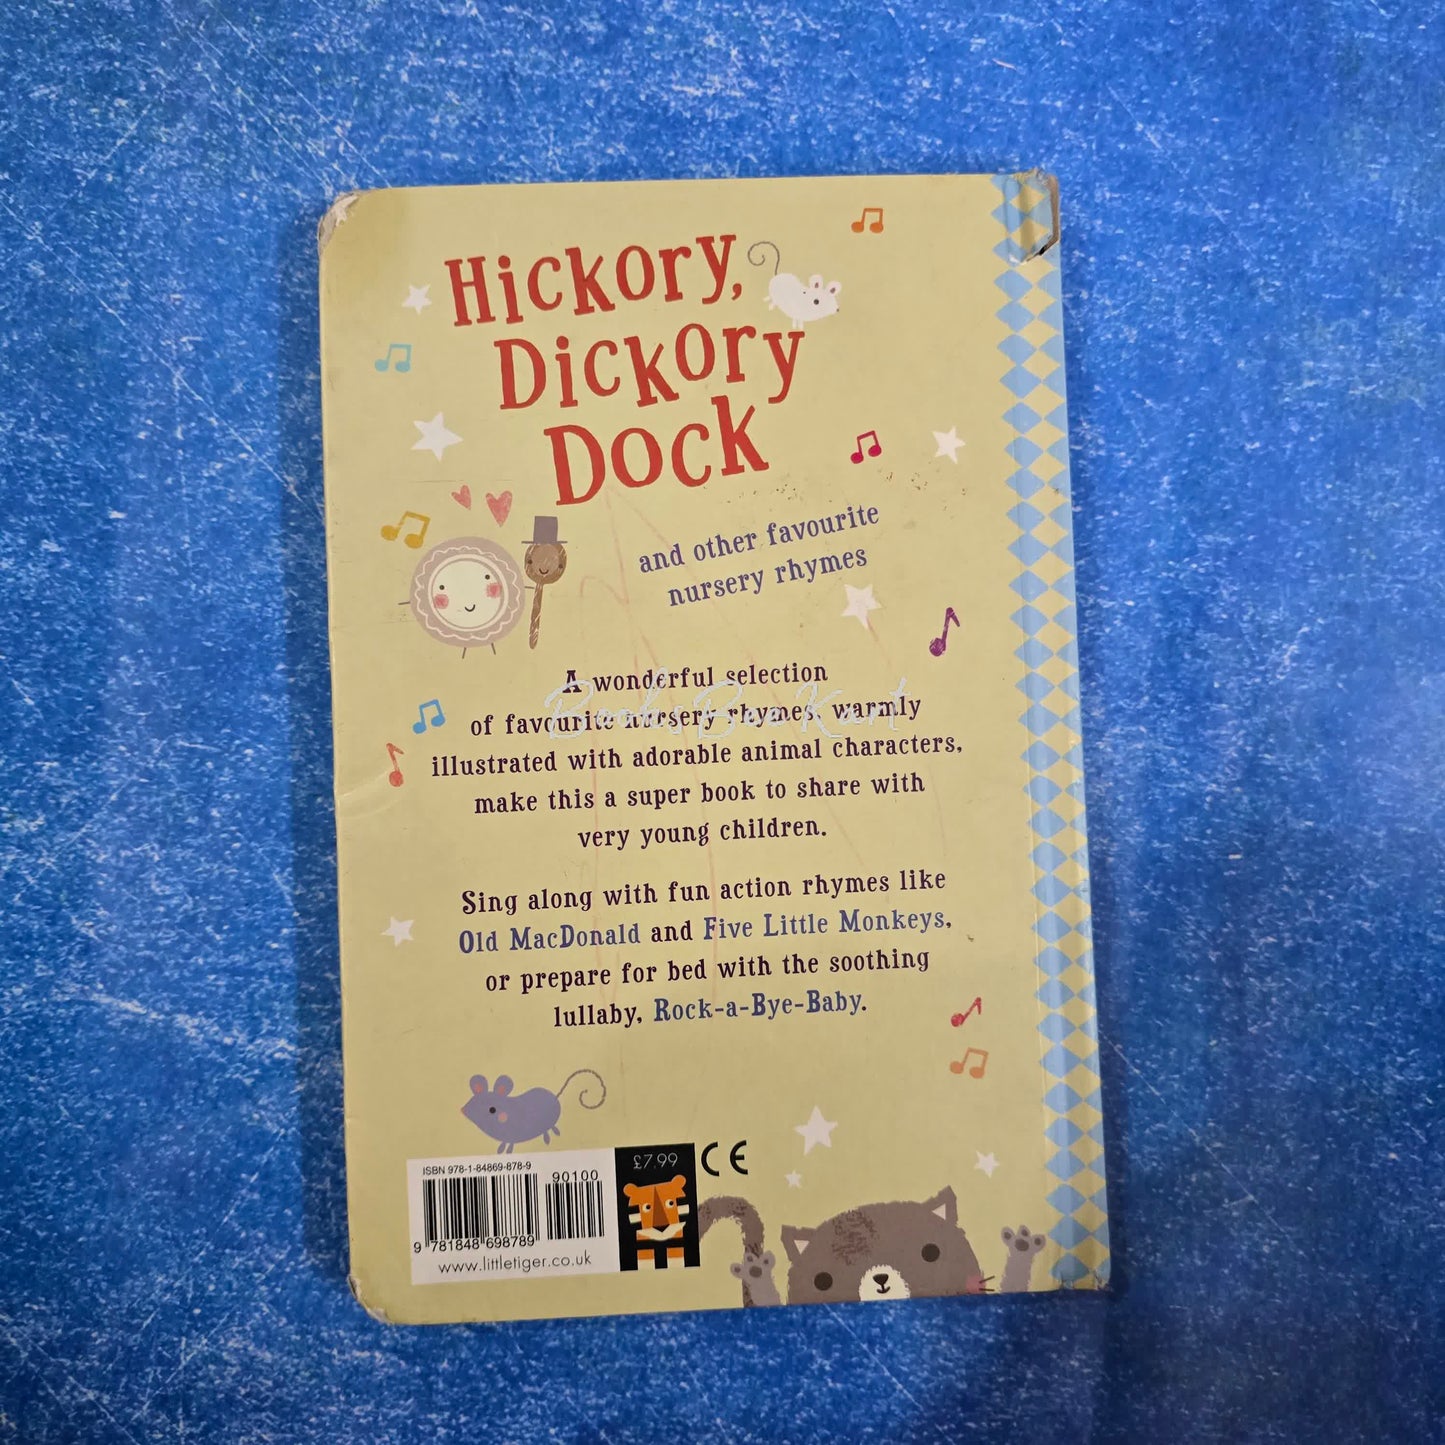 Hickory,
Dickory
Dock
and other favourite
nursery rhymes
A wonderful selection
of favourite nursery rhymes, warmly
illustrated with adorable animal characters,
make this a super book to share with
very young children.
Sing along with fun action rhymes like
Old MacDonald and Five Little Monkeys,
or prepare for bed with the soothing
lullaby, Rock-a-Bye-Baby.
BooksBeeKart
ISBN 978-1-84869-878-9
90100
9 781848 698789
www.littletiger.co.uk
£7.99
CE